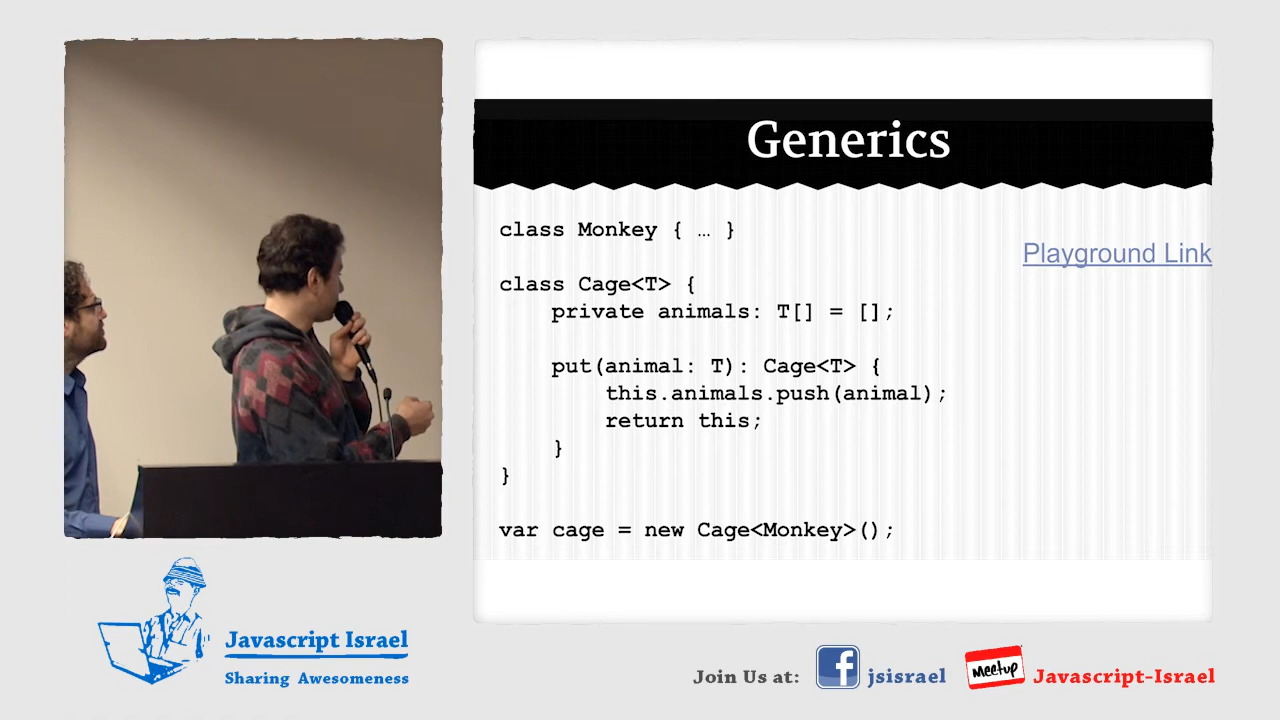 Generics
class Monkey { … }
Playground Link
class Cage<T> {
    private animals: T[] = [];
    put(animal: T): Cage<T> {
        this.animals.push(animal);
        return this;
    }
}
var cage = new Cage<Monkey>();
Javascript Israel
Sharing Awesomeness
Join Us at: f jsisrael Meetup Javascript-Israel